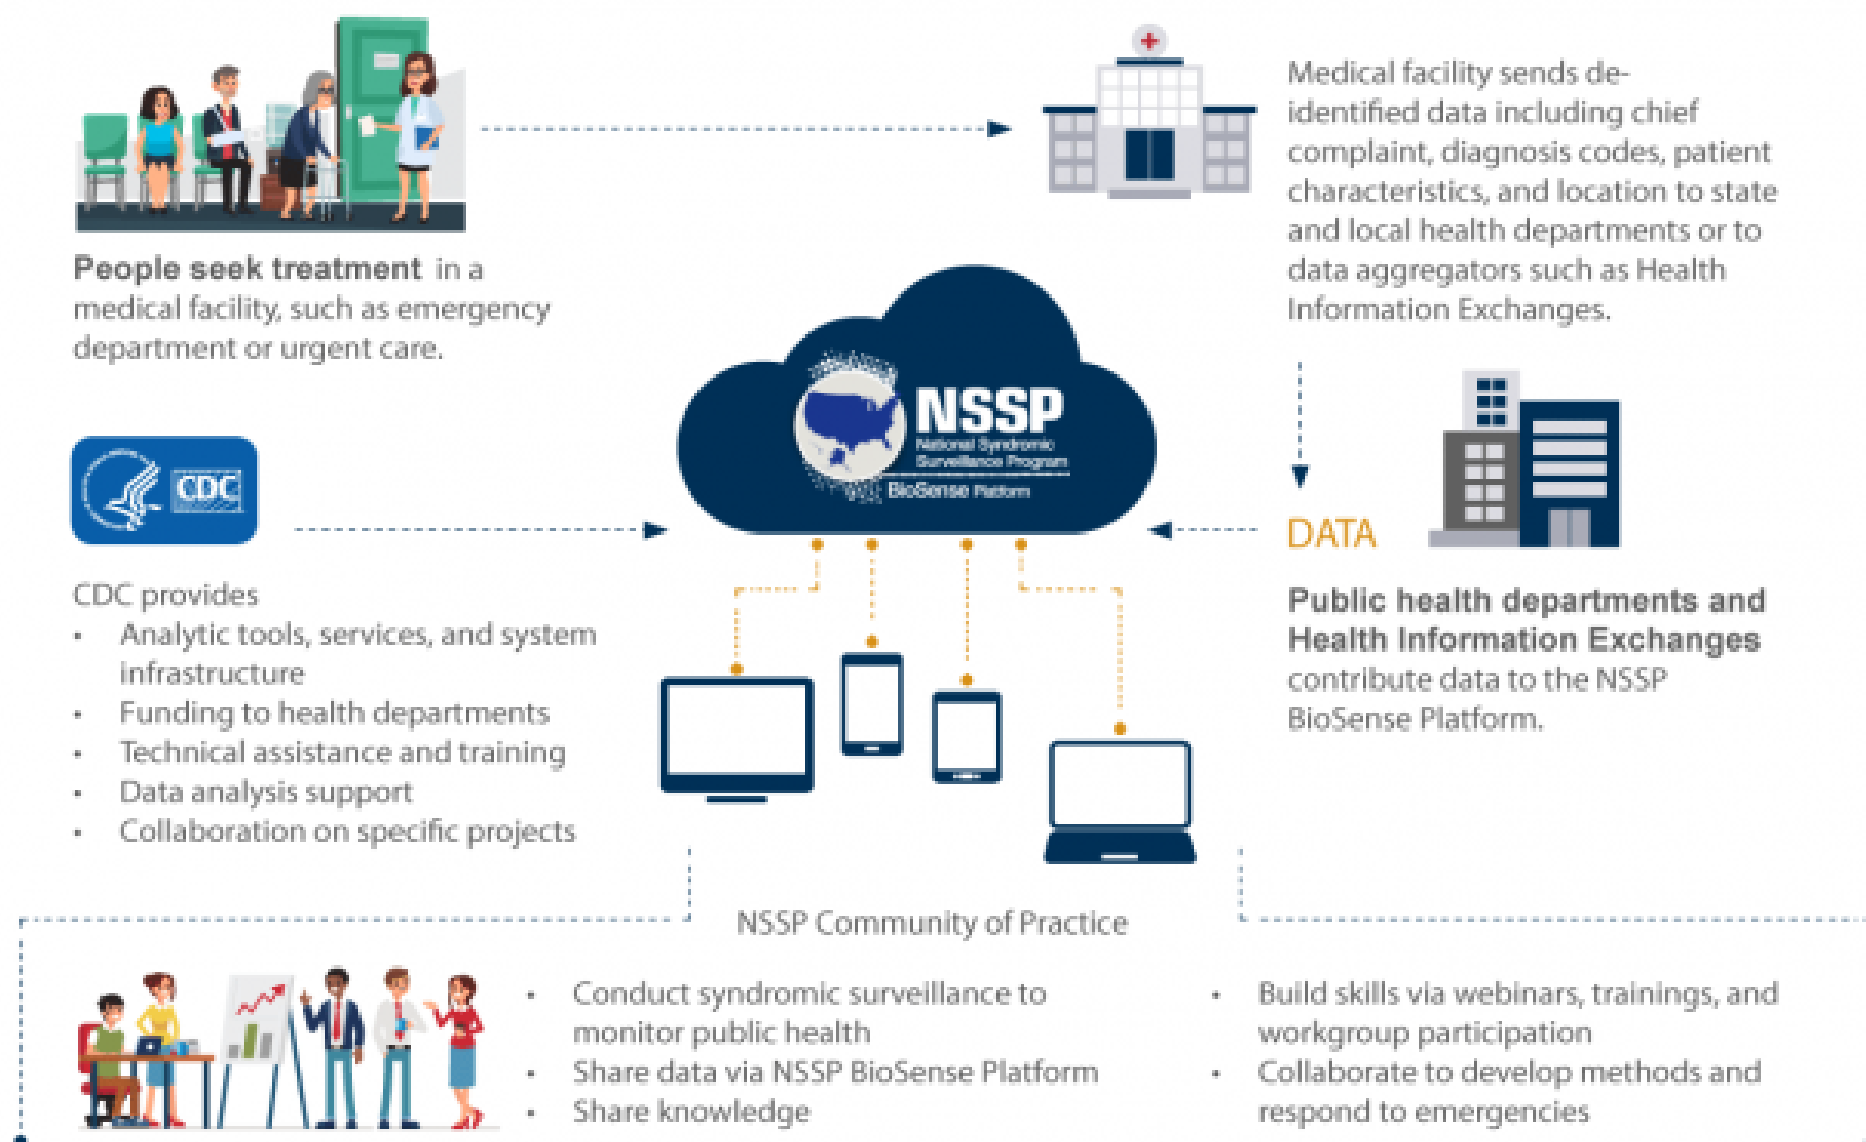 People seek treatment in a
medical facility, such as emergency
department or urgent care.
Medical facility sends de-
identified data including chief
complaint, diagnosis codes, patient
characteristics, and location to state
and local health departments or to
data aggregators such as Health
Information Exchanges.
NSSP
National Syndromic
Surveillance Program
BioSense Platform
CDC
CDC provides
• Analytic tools, services, and system
infrastructure
• Funding to health departments
• Technical assistance and training
• Data analysis support
• Collaboration on specific projects
DATA
Public health departments and
Health Information Exchanges
contribute data to the NSSP
BioSense Platform.
NSSP Community of Practice
• Conduct syndromic surveillance to
monitor public health
• Share data via NSSP BioSense Platform
• Share knowledge
• Build skills via webinars, trainings, and
workgroup participation
• Collaborate to develop methods and
respond to emergencies